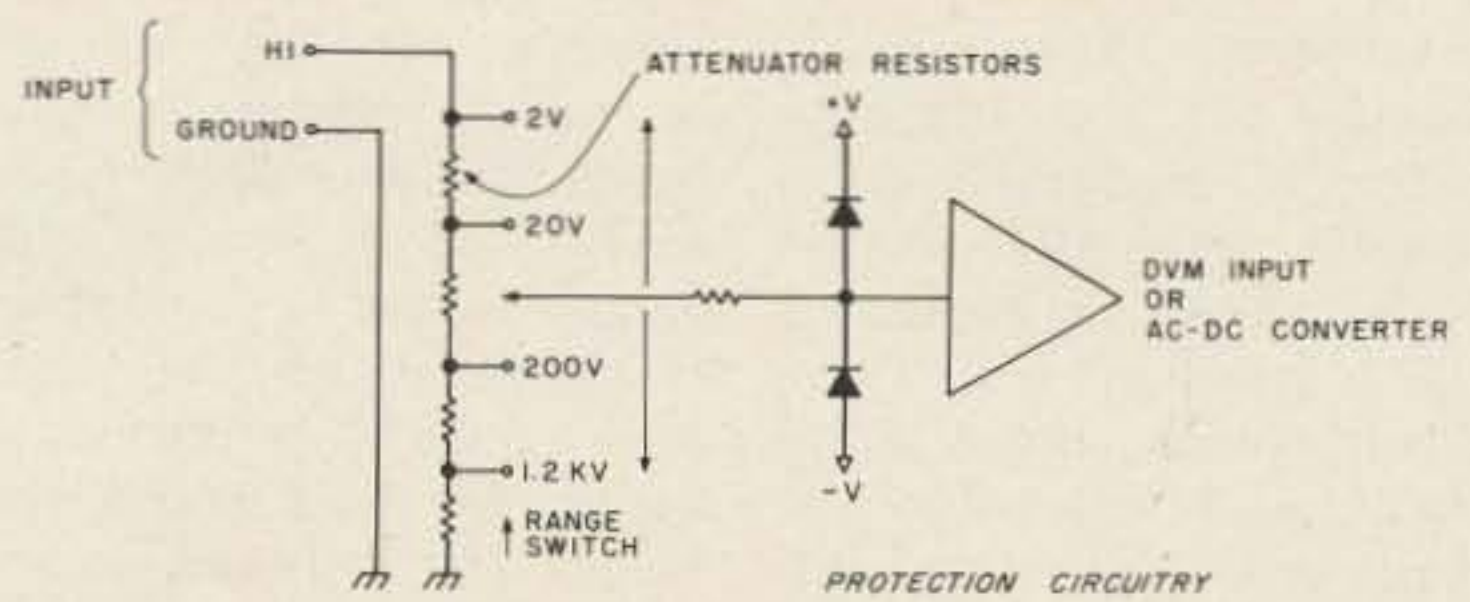 INPUT
HI
GROUND
2V
20V
200V
1.2 KV
RANGE
SWITCH
ATTENUATOR RESISTORS
+V
-V
DVM INPUT
OR
AC-DC CONVERTER
PROTECTION CIRCUITRY